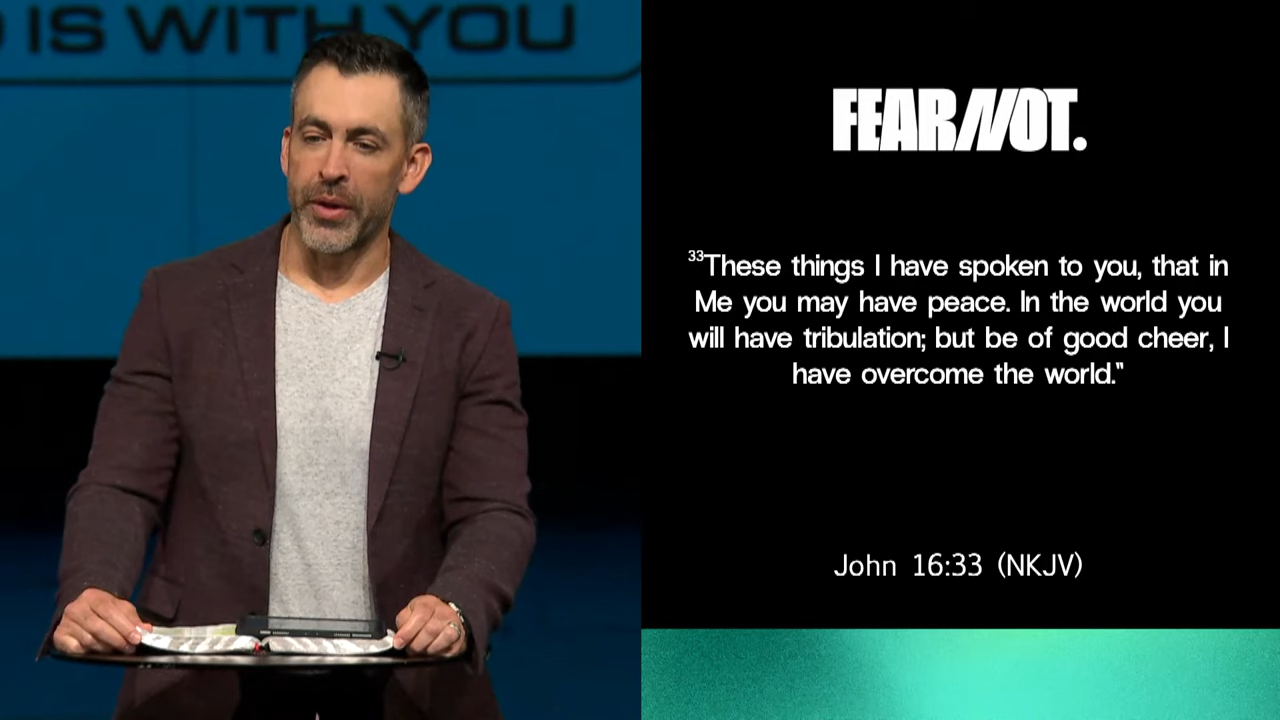 IS WITH YOU
FEAR NOT.
³³These things I have spoken to you, that in
Me you may have peace. In the world you
will have tribulation; but be of good cheer, I
have overcome the world."
John 16:33 (NKJV)